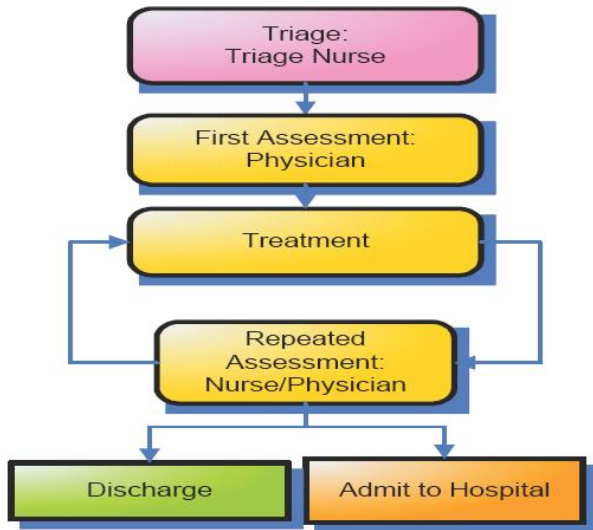 Triage:
Triage Nurse
First Assessment:
Physician
Treatment
Repeated
Assessment:
Nurse/Physician
Discharge
Admit to Hospital